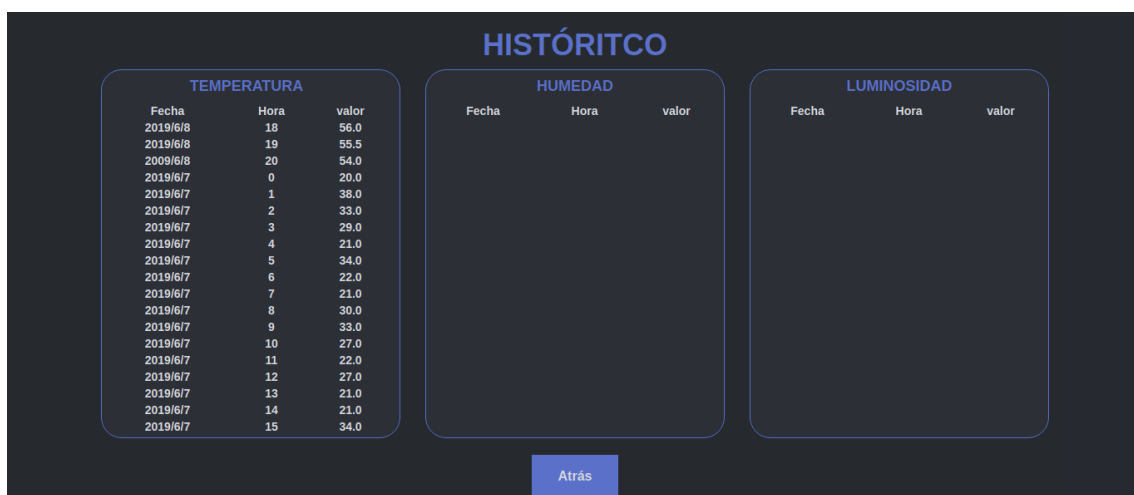 HISTÓRITCO
TEMPERATURA
Fecha Hora valor
2019/6/8 18 56.0
2019/6/8 19 55.5
2009/6/8 20 54.0
2019/6/7 0 20.0
2019/6/7 1 38.0
2019/6/7 2 33.0
2019/6/7 3 29.0
2019/6/7 4 21.0
2019/6/7 5 34.0
2019/6/7 6 22.0
2019/6/7 7 21.0
2019/6/7 8 30.0
2019/6/7 9 33.0
2019/6/7 10 27.0
2019/6/7 11 22.0
2019/6/7 12 27.0
2019/6/7 13 21.0
2019/6/7 14 21.0
2019/6/7 15 34.0
HUMEDAD
Fecha Hora valor
LUMINOSIDAD
Fecha Hora valor
Atrás